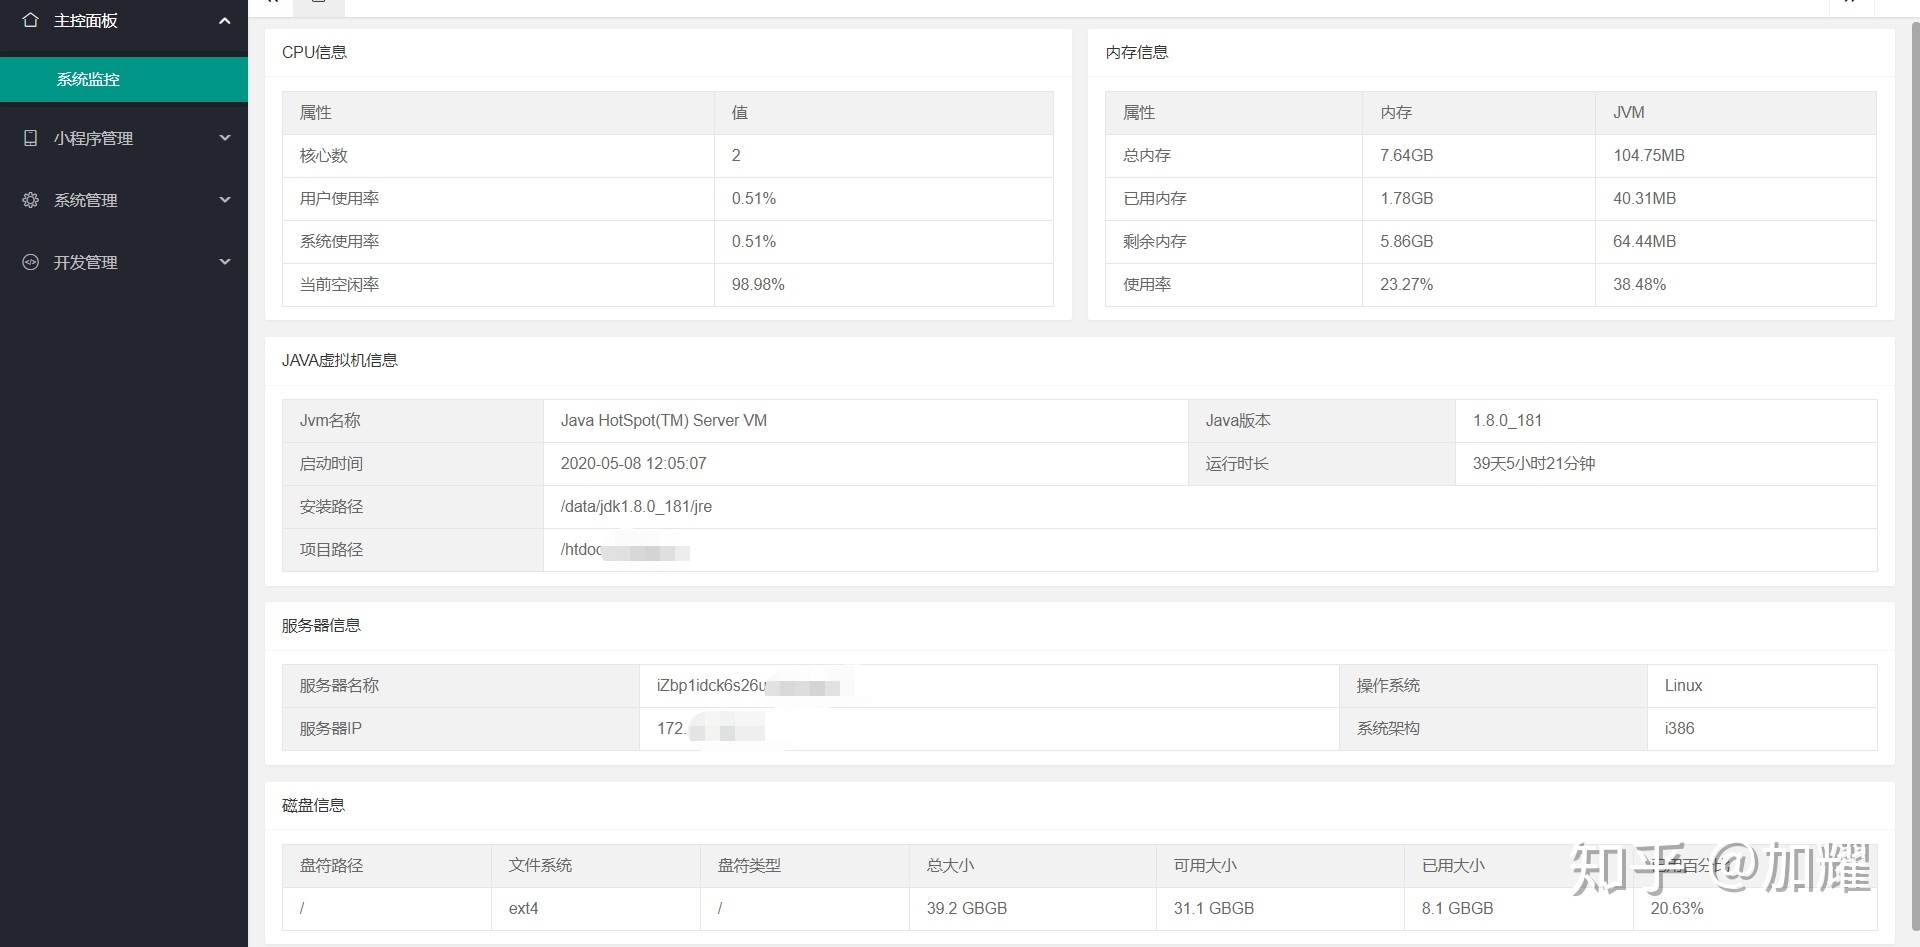 主控面板
系统监控
小程序管理
系统管理
开发管理
CPU信息
属性 值
核心数 2
用户使用率 0.51%
系统使用率 0.51%
当前空闲率 98.98%
内存信息
属性 内存 JVM
总内存 7.64GB 104.75MB
已用内存 1.78GB 40.31MB
剩余内存 5.86GB 64.44MB
使用率 23.27% 38.48%
JAVA虚拟机信息
Jvm名称 Java HotSpot(TM) Server VM Java版本 1.8.0_181
启动时间 2020-05-08 12:05:07 运行时长 39天5小时21分钟
安装路径 /data/jdk1.8.0_181/jre
项目路径 /htdoc
服务器信息
服务器名称 iZbp1idck6s26u 操作系统 Linux
服务器IP 172. 系统架构 i386
磁盘信息
盘符路径 文件系统 盘符类型 总大小 可用大小 已用大小 已用百分比
/ ext4 / 39.2 GBGB 31.1 GBGB 8.1 GBGB 20.63%
知乎 @加耀